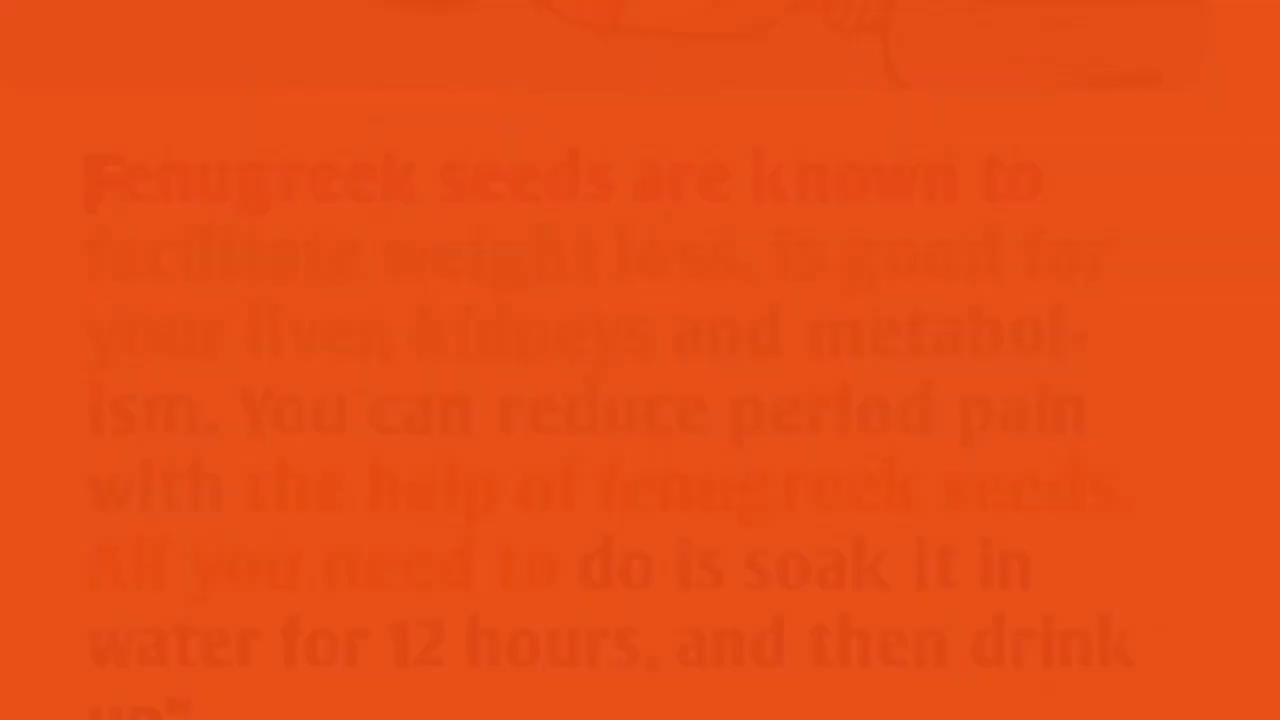 Fenugreek seeds are known to
facilitate weight loss, is good for
your liver, kidneys and metabol-
ism. You can reduce period pain
with the help of fenugreek seeds.
All you need to do is soak it in
water for 12 hours, and then drink
up"